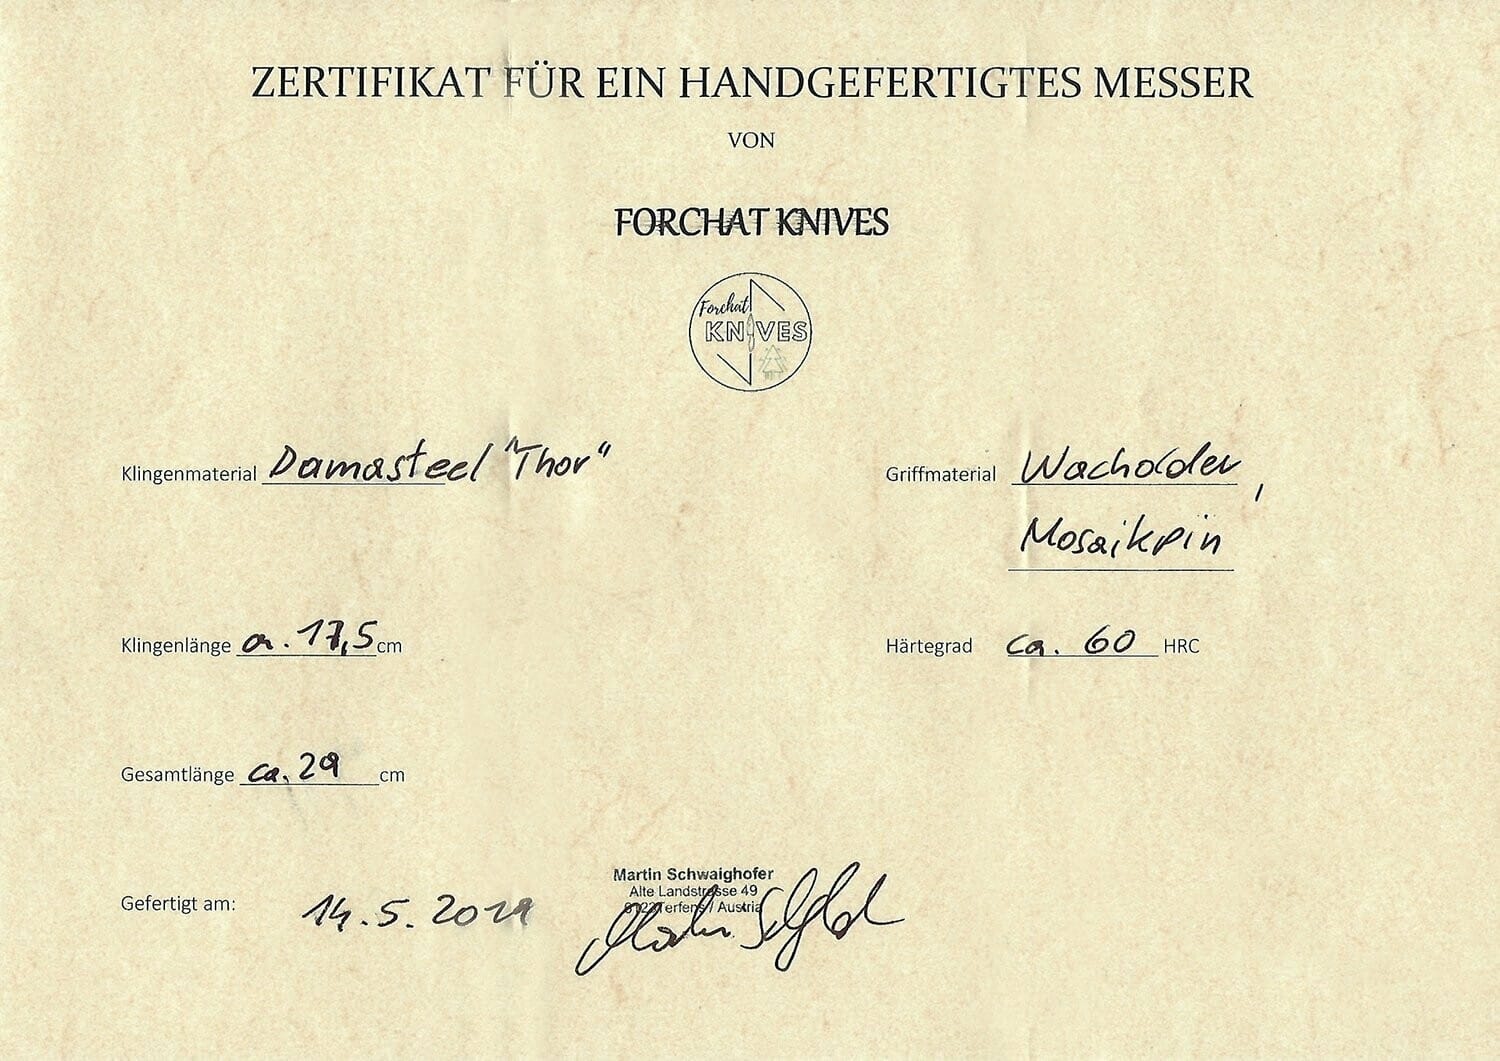 ZERTIFIKAT FÜR EIN HANDGEFERTIGTES MESSER
VON
FORCHAT KNIVES
Forchat
KNIVES
Klingenmaterial Damasteel "Thor"
Griffmaterial Wacholder,
Mosaikpin
Klingenlänge ca. 17,5 cm
Härtegrad ca. 60 HRC
Gesamtlänge ca. 29 cm
Martin Schwaighofer
Alte Landstrasse 49
Terfens / Austria
Gefertigt am: 14.5.2019